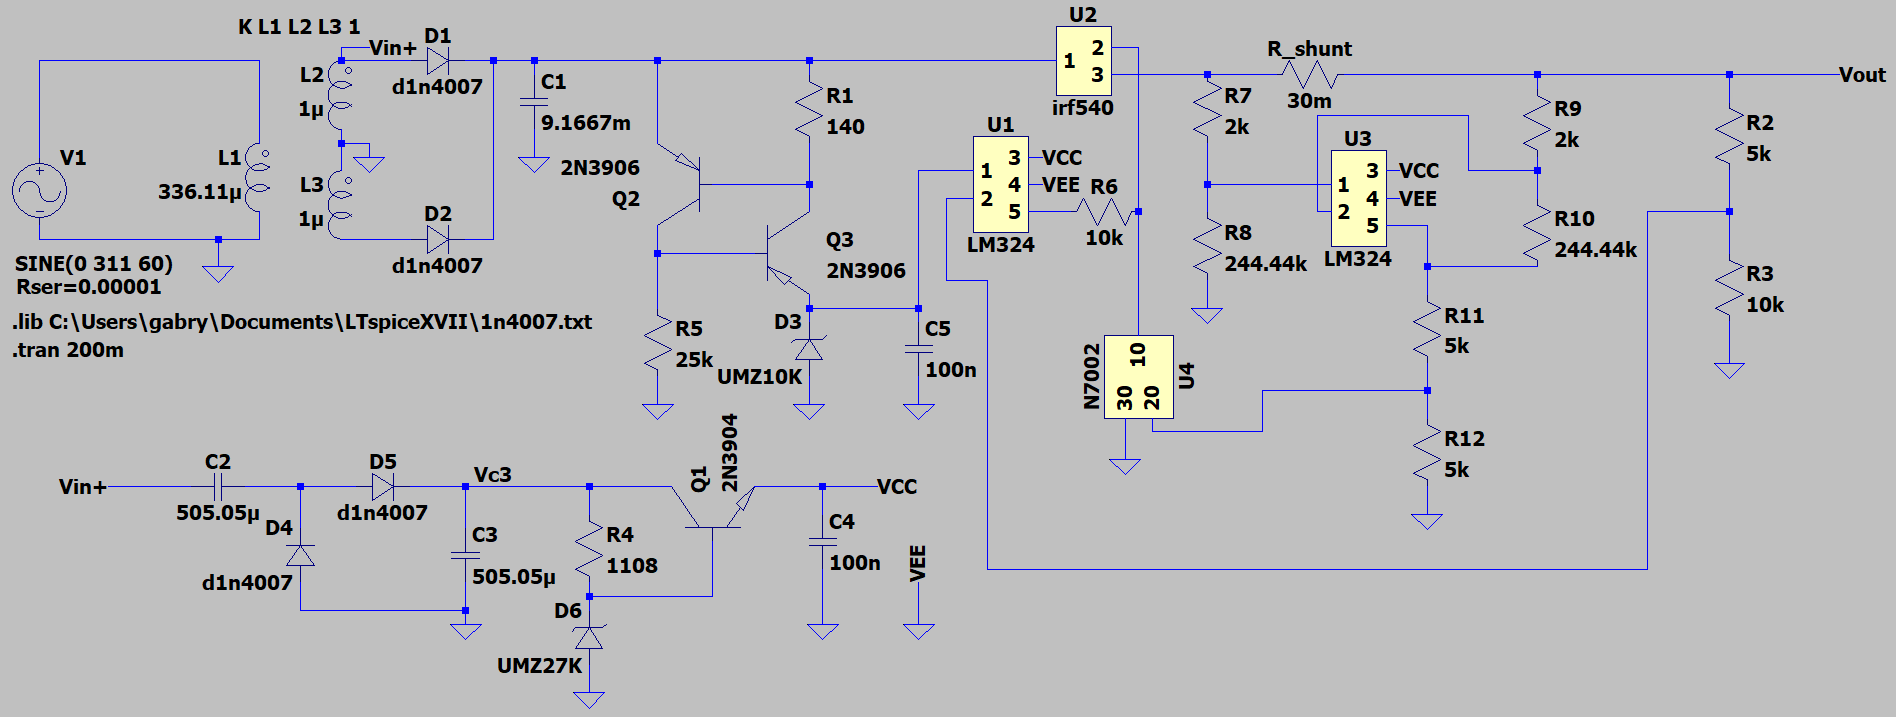 K L1 L2 L3 1
Vin+
D1
d1n4007
L2
1µ
C1
9.1667m
R1
140
U2
1
2
3
irf540
R_shunt
30m
Vout
V1
L1
336.11µ
L3
1µ
D2
d1n4007
2N3906
Q2
Q3
2N3906
U1
1
2
3
4
5
VCC
VEE
LM324
R6
10k
R7
2k
R8
244.44k
U3
1
2
3
4
5
VCC
VEE
LM324
R9
2k
R10
244.44k
R2
5k
R3
10k
SINE(0 311 60)
Rser=0.00001
.lib C:\Users\gabry\Documents\LTspiceXVII\1n4007.txt
.tran 200m
R5
25k
D3
UMZ10K
C5
100n
N7002
10
30
20
U4
R11
5k
R12
5k
Vin+
C2
505.05µ
D4
d1n4007
D5
d1n4007
Vc3
C3
505.05µ
R4
1108
D6
UMZ27K
Q1
2N3904
VCC
C4
100n
VEE